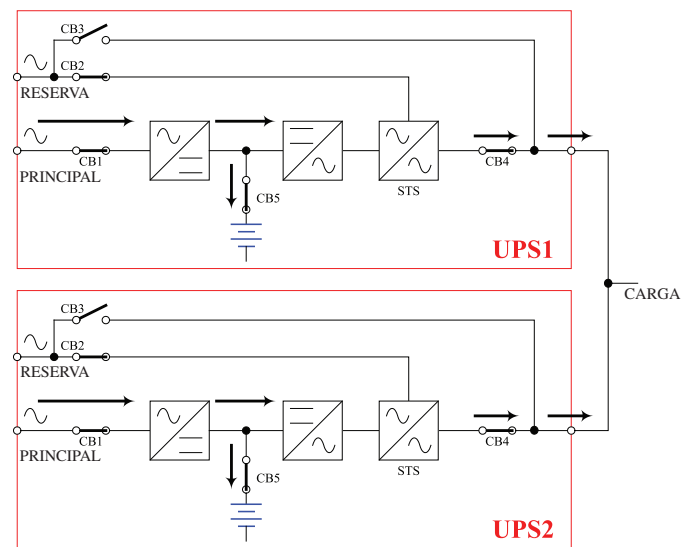 CB3
CB2
RESERVA
CB1
PRINCIPAL
CB5
STS
CB4
UPS1
CARGA
CB3
CB2
RESERVA
CB1
PRINCIPAL
CB5
STS
CB4
UPS2